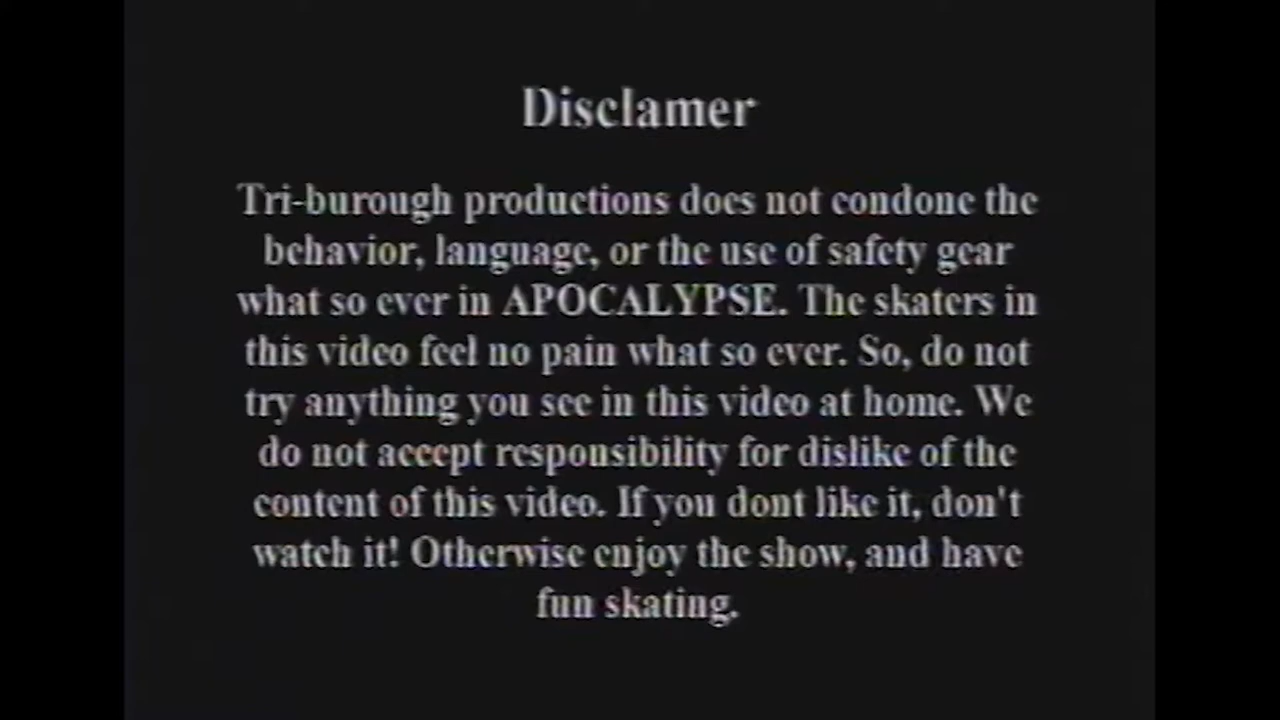 Disclamer
Tri-burough productions does not condone the
behavior, language, or the use of safety gear
what so ever in APOCALYPSE. The skaters in
this video feel no pain what so ever. So, do not
try anything you see in this video at home. We
do not accept responsibility for dislike of the
content of this video. If you dont like it, don't
watch it! Otherwise enjoy the show, and have
fun skating.